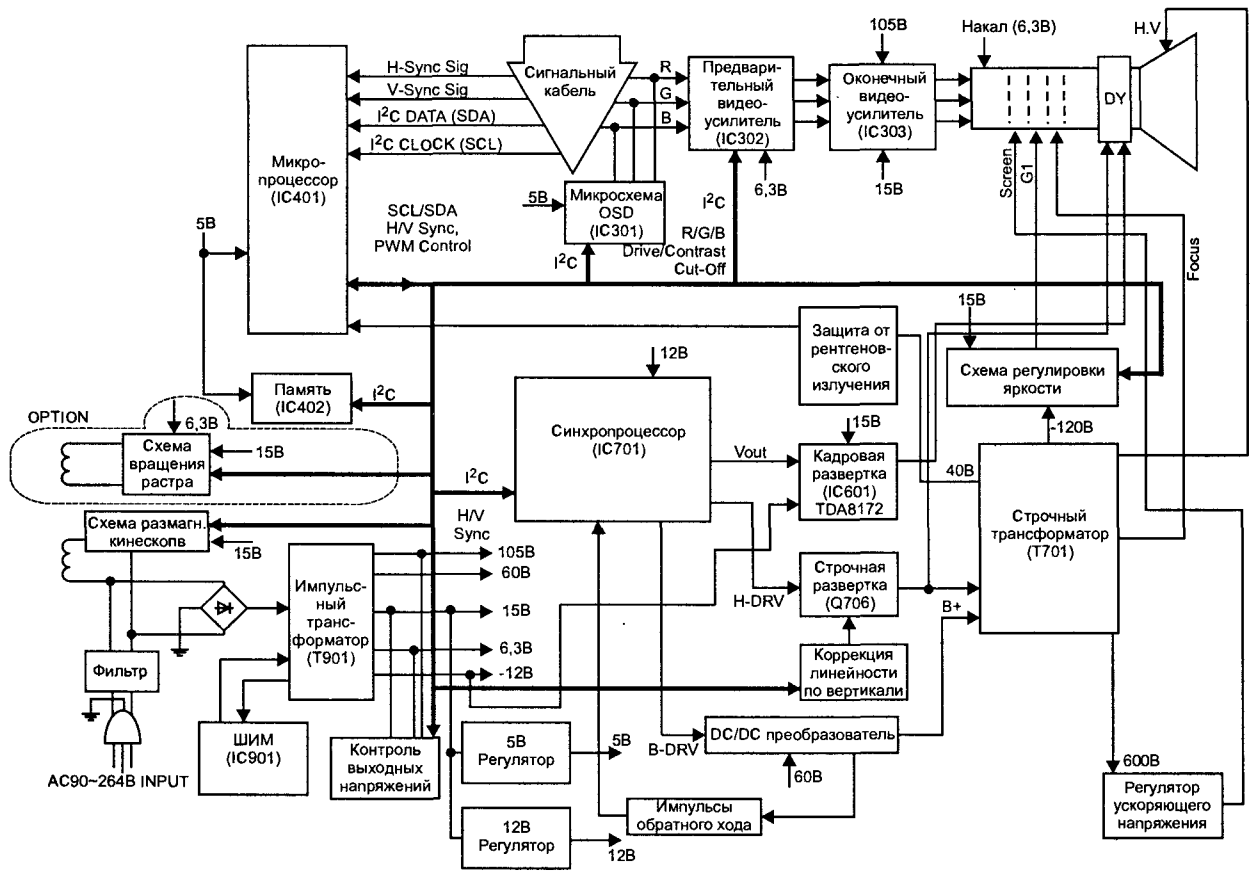 105В
Накал (6,3В)
H.V
H-Sync Sig
V-Sync Sig
I²C DATA (SDA)
I²C CLOCK (SCL)
Сигнальный
кабель
R
G
B
Предвари-
тельный
видео-
усилитель
(IC302)
Оконечный
видео-
усилитель
(IC303)
DY
Микро-
процессор
(IC401)
6,3В
15В
Screen
G1
Focus
5В
Микросхема
OSD
(IC301)
I²C
I²C
R/G/B
Drive/Contrast
Cut-Off
SCL/SDA
H/V Sync,
PWM Control
5В
15В
Защита от
рентгенов-
ского
излучения
Схема регулировки
яркости
12В
Память
(IC402)
I²C
OPTION
6,3В
Схема
вращения
растра
15В
Синхропроцессор
(IC701)
Vout
15В
Кадровая
развертка
(IC601)
TDA8172
40В
-120В
Строчный
трансформатор
(T701)
I²C
H/V
Sync
Схема размагн.
кинескопв
15В
Импульс-
ный
транс-
форматор
(T901)
105В
60В
15В
6,3В
-12В
Строчная
развертка
(Q706)
H-DRV
B+
Коррекция
линейности
по вертикали
Фильтр
ШИМ
(IC901)
AC90~264В INPUT
Контроль
выходных
напряжений
5В
Регулятор
5В
B-DRV
DC/DC преобразователь
60В
Импульсы
обратного хода
12В
Регулятор
12В
600В
Регулятор
ускоряющего
напряжения